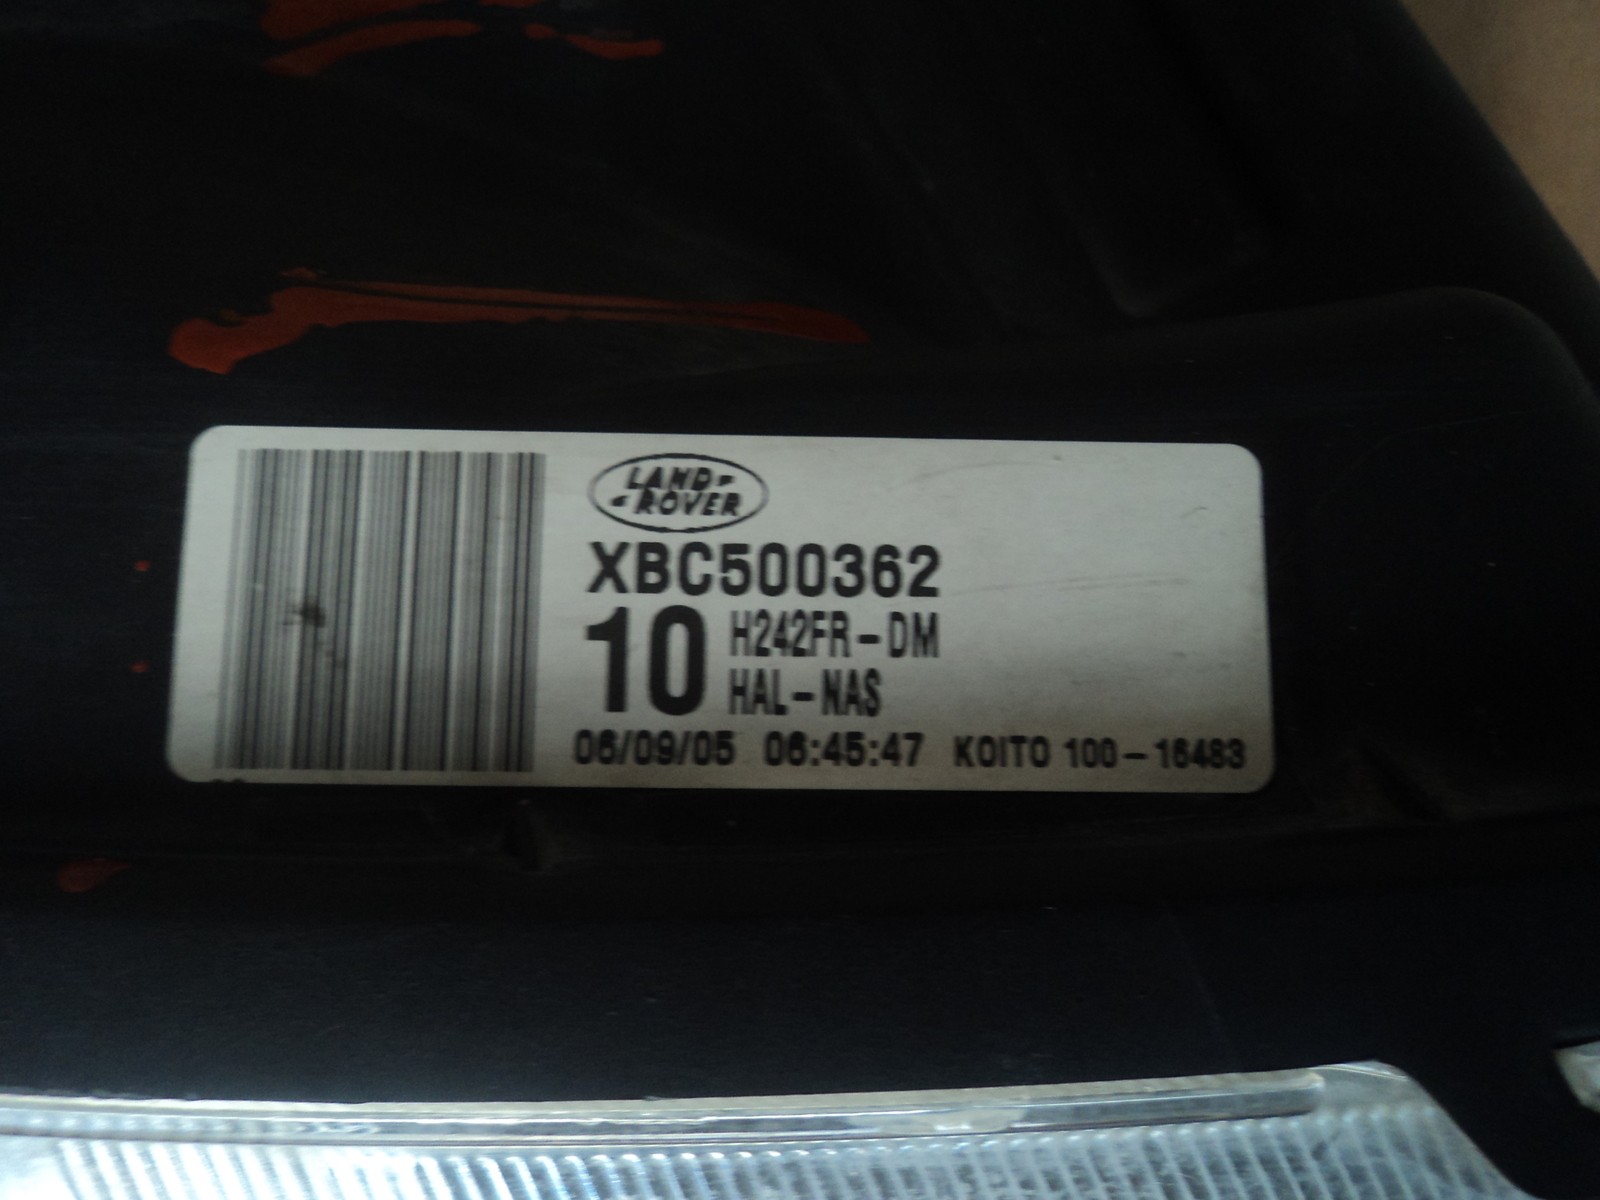 LAND
ROVER
XBC500362
10 H242FR-DM
HAL-NAS
06/09/05 06:45:47 KOITO 100-16483